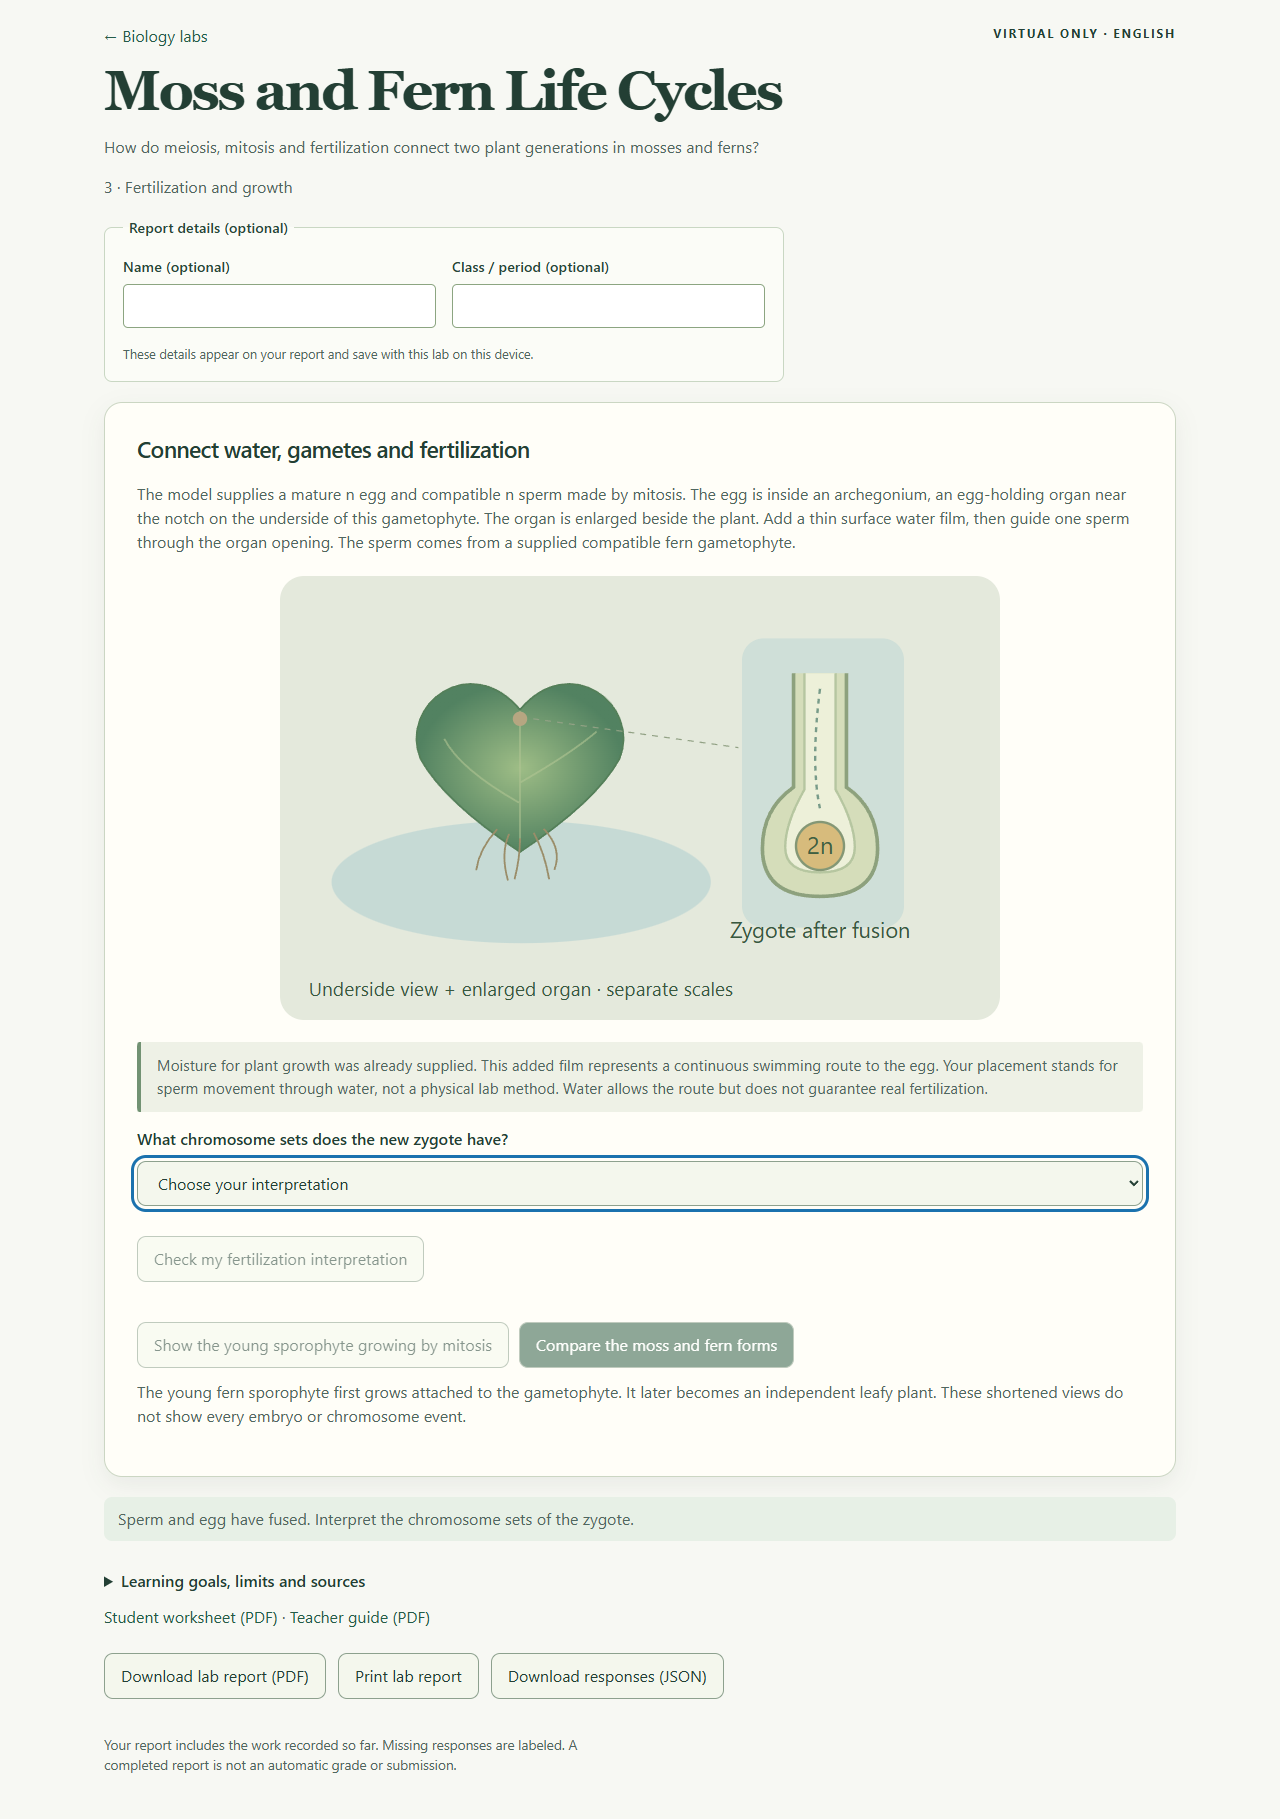 ← Biology labs
VIRTUAL ONLY · ENGLISH
Moss and Fern Life Cycles
How do meiosis, mitosis and fertilization connect two plant generations in mosses and ferns?
3 · Fertilization and growth
Report details (optional)
Name (optional)
Class / period (optional)
These details appear on your report and save with this lab on this device.
Connect water, gametes and fertilization
The model supplies a mature n egg and compatible n sperm made by mitosis. The egg is inside an archegonium, an egg-holding organ near
the notch on the underside of this gametophyte. The organ is enlarged beside the plant. Add a thin surface water film, then guide one sperm
through the organ opening. The sperm comes from a supplied compatible fern gametophyte.
2n
Zygote after fusion
Underside view + enlarged organ · separate scales
Moisture for plant growth was already supplied. This added film represents a continuous swimming route to the egg. Your placement stands for
sperm movement through water, not a physical lab method. Water allows the route but does not guarantee real fertilization.
What chromosome sets does the new zygote have?
Choose your interpretation
Check my fertilization interpretation
Show the young sporophyte growing by mitosis
Compare the moss and fern forms
The young fern sporophyte first grows attached to the gametophyte. It later becomes an independent leafy plant. These shortened views do
not show every embryo or chromosome event.
Sperm and egg have fused. Interpret the chromosome sets of the zygote.
▶ Learning goals, limits and sources
Student worksheet (PDF) · Teacher guide (PDF)
Download lab report (PDF)
Print lab report
Download responses (JSON)
Your report includes the work recorded so far. Missing responses are labeled. A
completed report is not an automatic grade or submission.